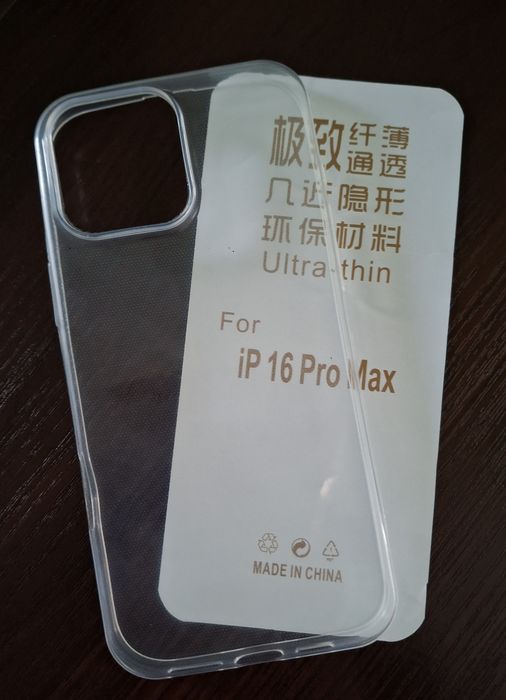 极致纤薄
通透
几近隐形
环保材料
Ultra-thin
For
iP 16 Pro Max
MADE IN CHINA